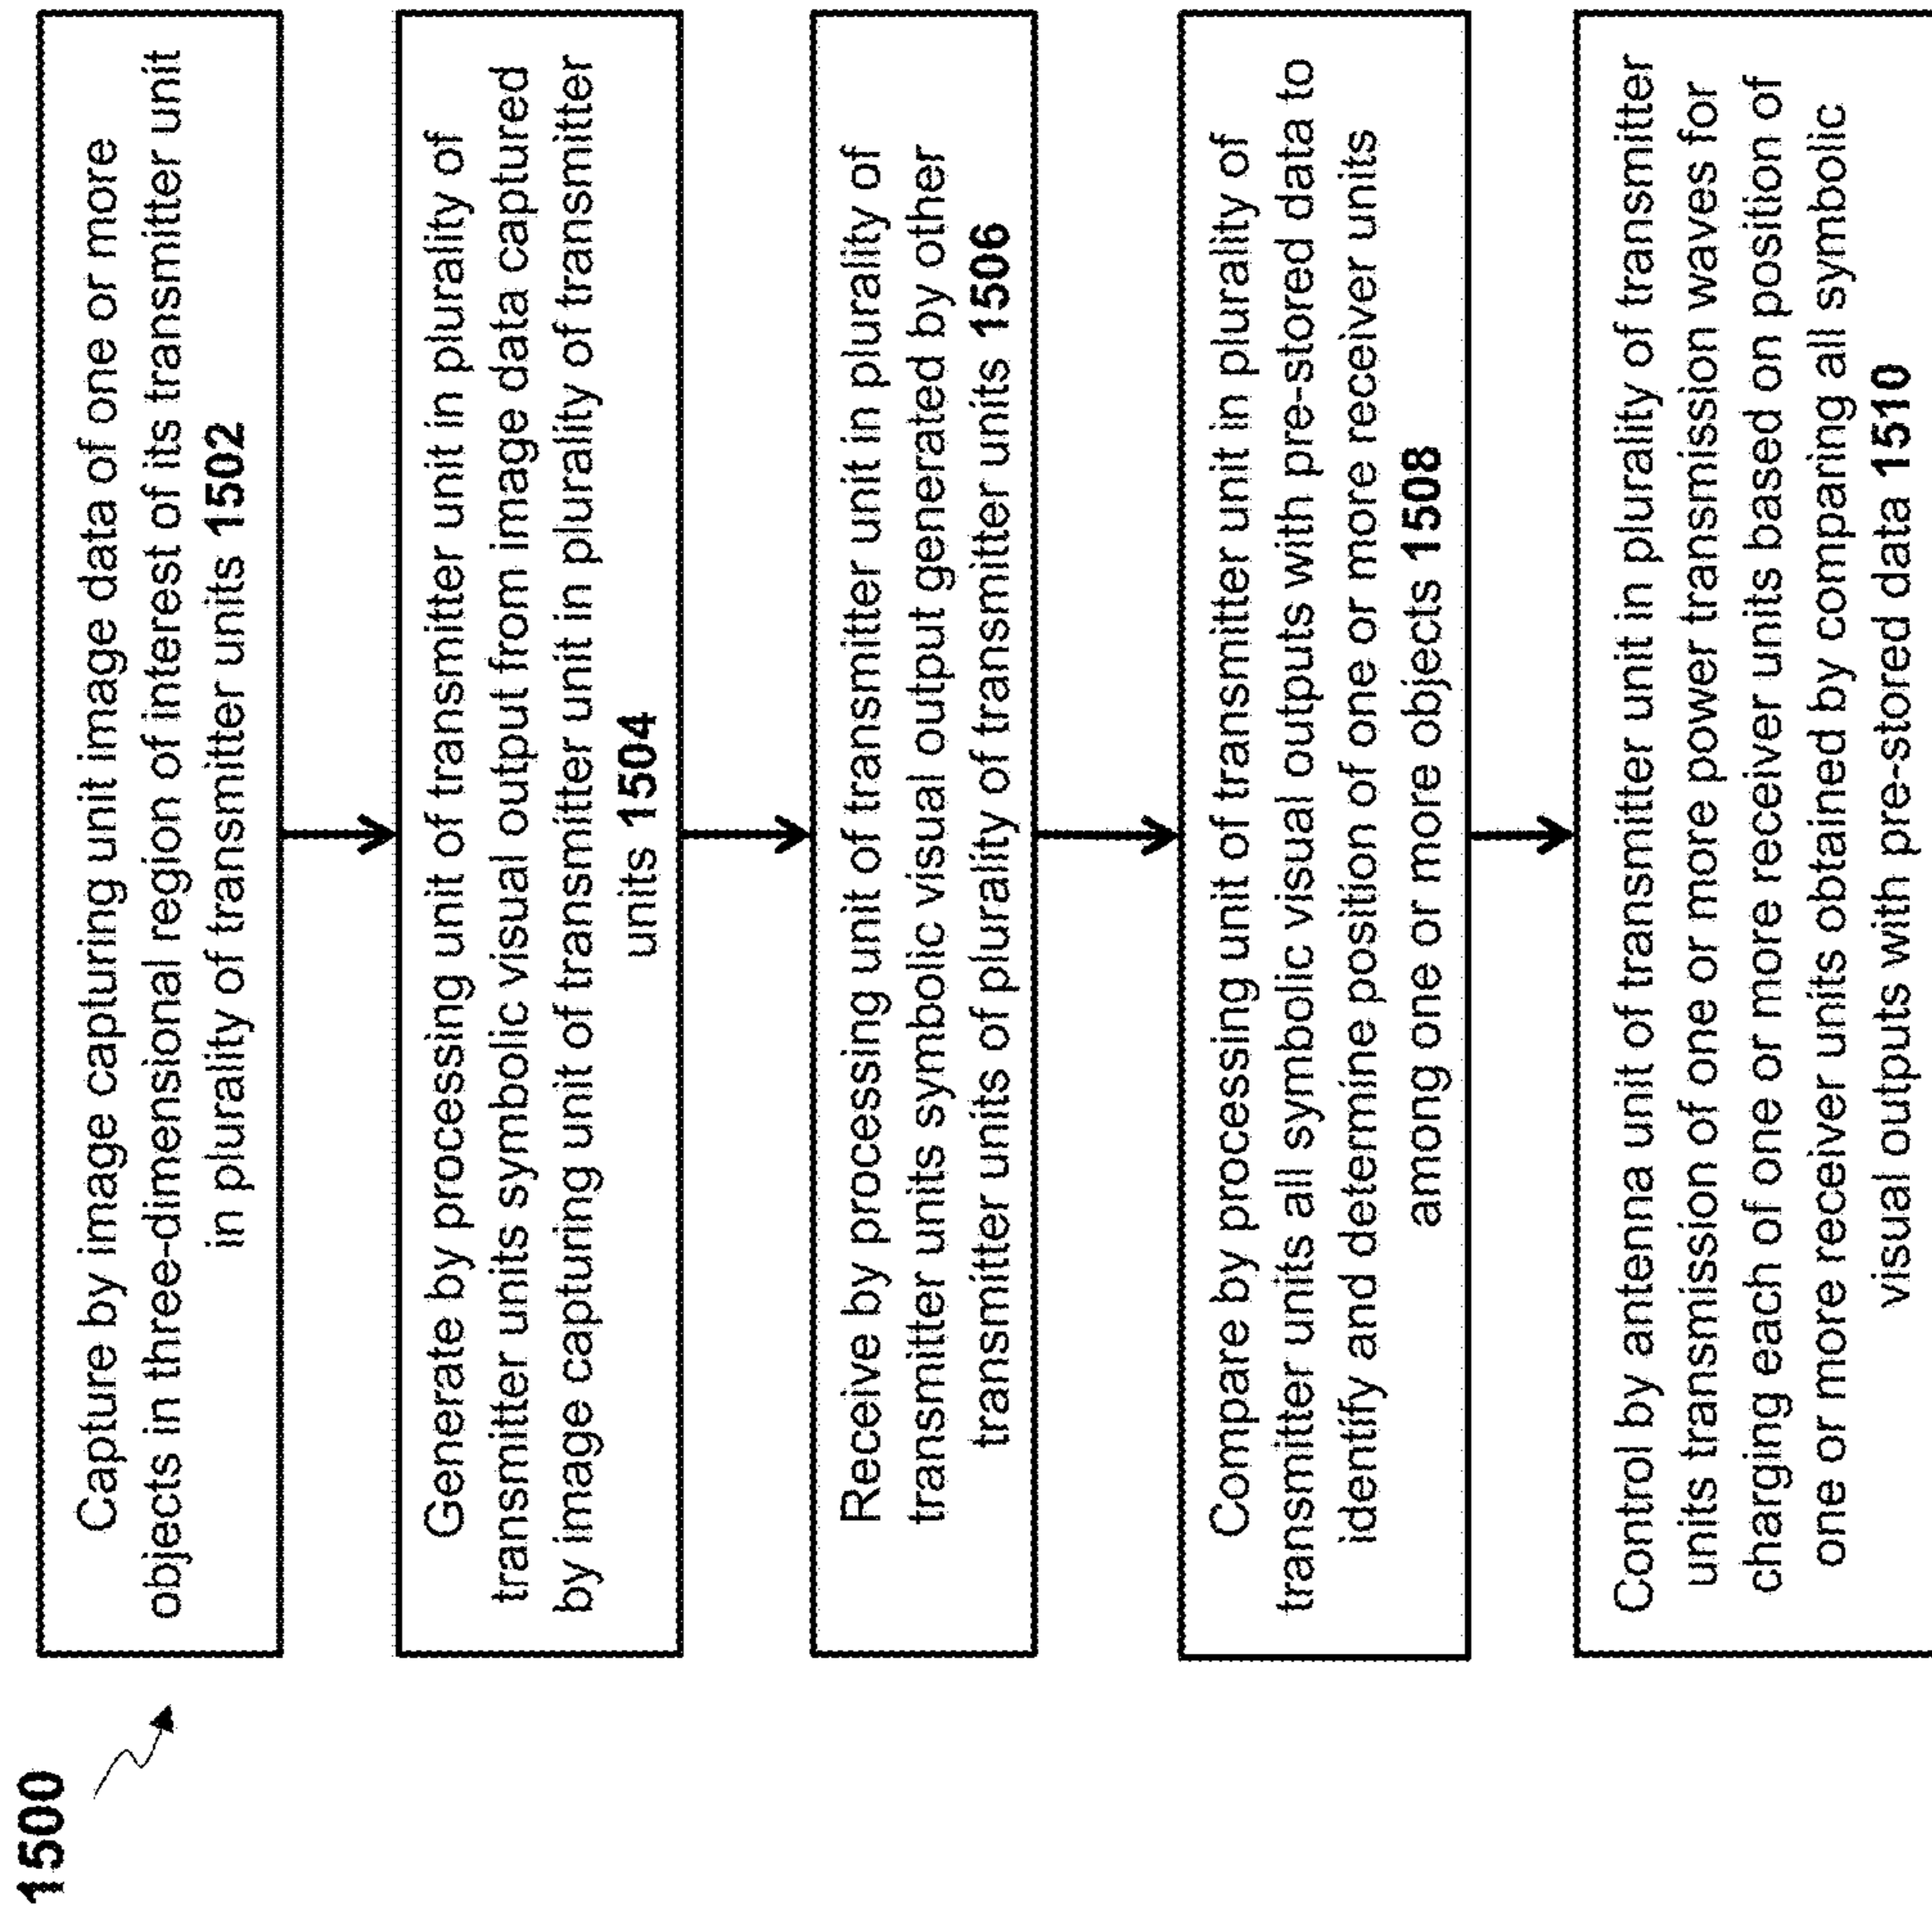 1500
Capture by image capturing unit image data of one or more
objects in three-dimensional region of interest of its transmitter unit
in plurality of transmitter units 1502
Generate by processing unit of transmitter unit in plurality of
transmitter units symbolic visual output from image data captured
by image capturing unit of transmitter unit in plurality of transmitter
units 1504
Receive by processing unit of transmitter unit in plurality of
transmitter units symbolic visual output generated by other
transmitter units of plurality of transmitter units 1506
Compare by processing unit of transmitter unit in plurality of
transmitter units all symbolic visual outputs with pre-stored data to
identify and determine position of one or more receiver units
among one or more objects 1508
Control by antenna unit of transmitter unit in plurality of transmitter
units transmission of one or more power transmission waves for
charging each of one or more receiver units based on position of
one or more receiver units obtained by comparing all symbolic
visual outputs with pre-stored data 1510